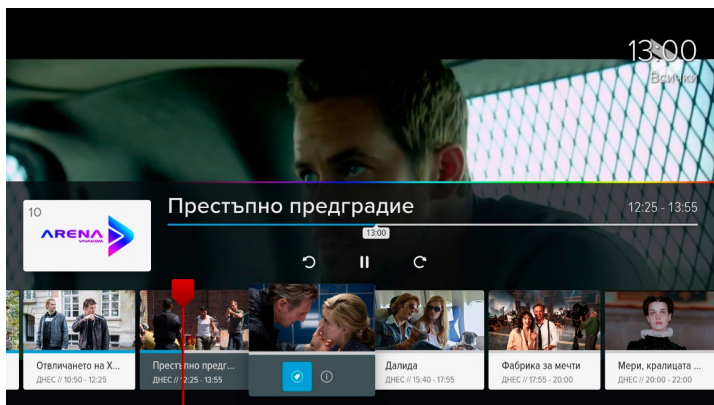 13:00
Всички
10
ARENA
VIVACOM
Престъпно предградие
12:25 - 13:55
13:00
Отвличането на Х...
ДНЕС // 10:50 - 12:25
Престъпно предг...
ДНЕС // 12:25 - 13:55
Далида
ДНЕС // 15:40 - 17:55
Фабрика за мечти
ДНЕС // 17:55 - 20:00
Мери, кралицата ...
ДНЕС // 20:00 - 22:00